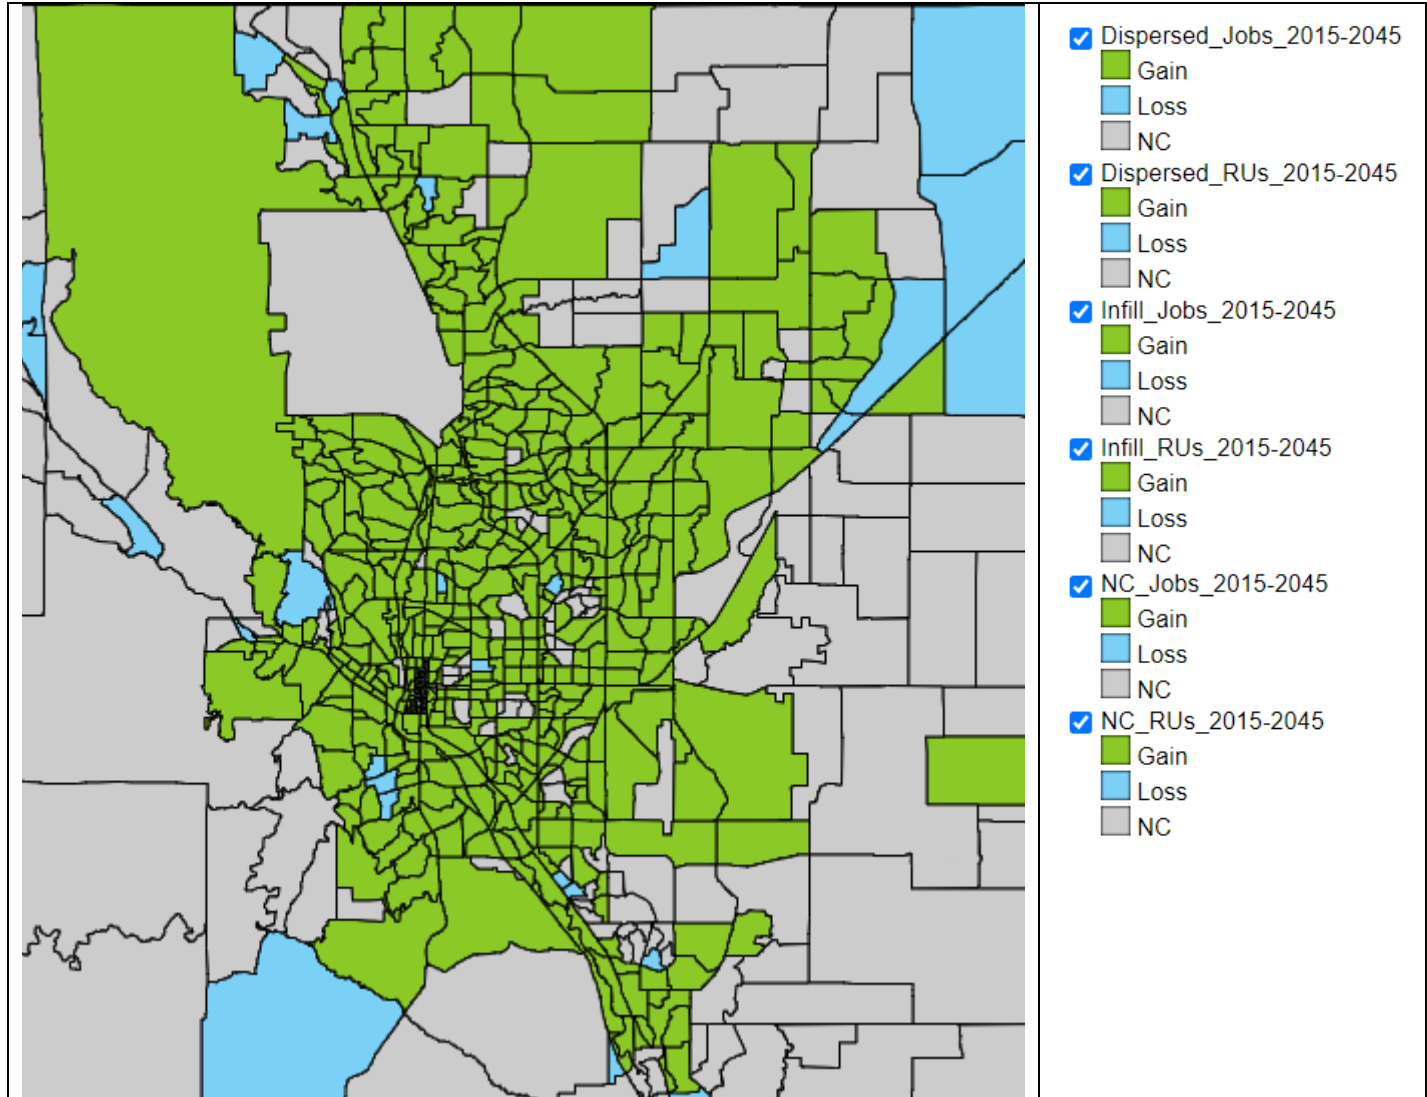 Dispersed_Jobs_2015-2045
Gain
Loss
NC
Dispersed_RUs_2015-2045
Gain
Loss
NC
Infill_Jobs_2015-2045
Gain
Loss
NC
Infill_RUs_2015-2045
Gain
Loss
NC
NC_Jobs_2015-2045
Gain
Loss
NC
NC_RUs_2015-2045
Gain
Loss
NC